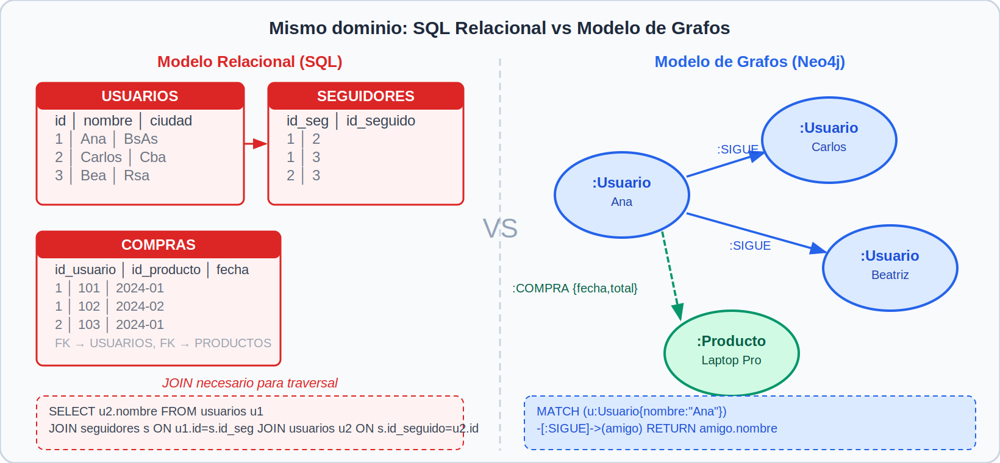 Mismo dominio: SQL Relacional vs Modelo de Grafos
Modelo Relacional (SQL)
USUARIOS
id │ nombre │ ciudad
1 │ Ana │ BsAs
2 │ Carlos │ Cba
3 │ Bea │ Rsa
SEGUIDORES
id_seg │ id_seguido
1 │ 2
1 │ 3
2 │ 3
COMPRAS
id_usuario │ id_producto │ fecha
1 │ 101 │ 2024-01
1 │ 102 │ 2024-02
2 │ 103 │ 2024-01
FK → USUARIOS, FK → PRODUCTOS
JOIN necesario para traversal
SELECT u2.nombre FROM usuarios u1
JOIN seguidores s ON u1.id=s.id_seg JOIN usuarios u2 ON s.id_seguido=u2.id
VS
Modelo de Grafos (Neo4j)
:Usuario
Carlos
:SIGUE
:Usuario
Ana
:SIGUE
:Usuario
Beatriz
:COMPRA {fecha,total}
:Producto
Laptop Pro
MATCH (u:Usuario{nombre:"Ana"})
-[:SIGUE]->(amigo) RETURN amigo.nombre